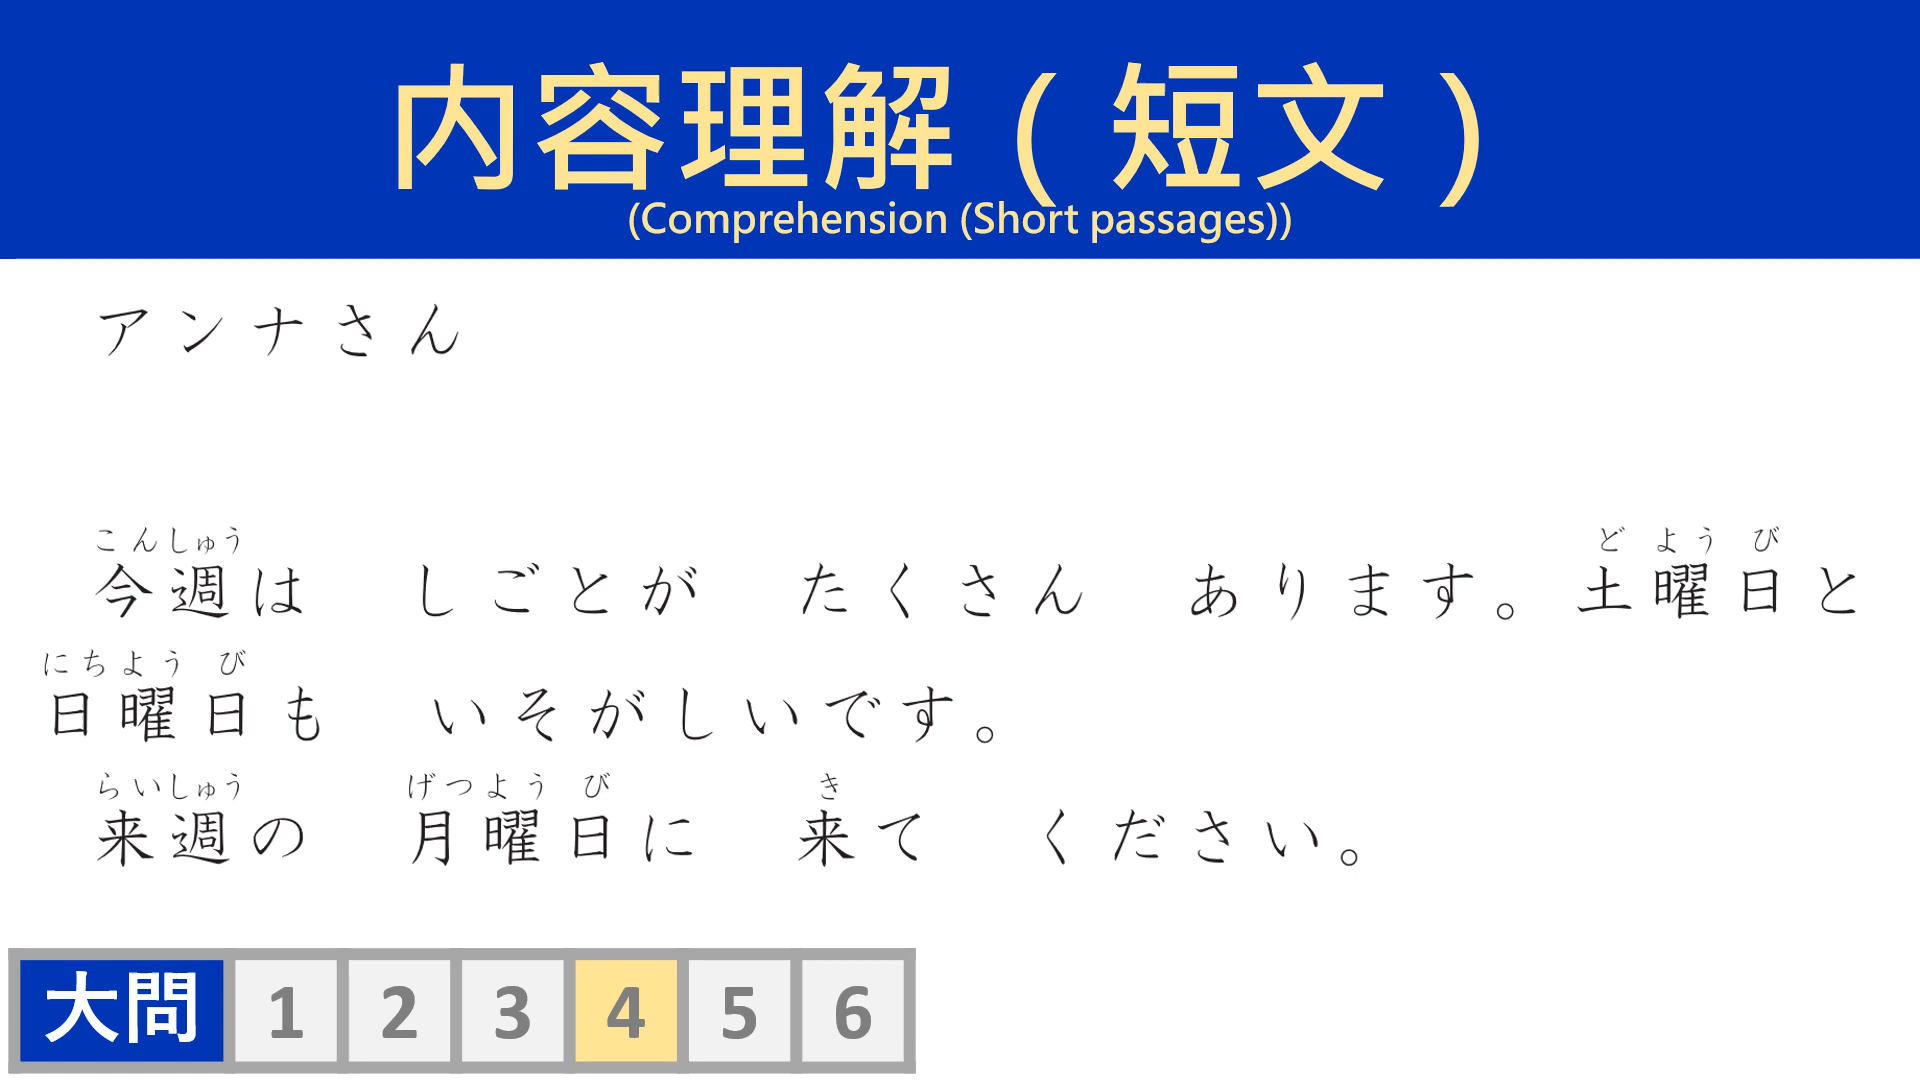 内容理解(短文)
(Comprehension (Short passages))
アンナさん
こんしゅう ど よう び
今週は しごとが たくさん あります。土曜日と
にちよう び
日曜日も いそがしいです。
らいしゅう げつよう び き
来週の 月曜日に 来て ください。
大問 1 2 3 4 5 6